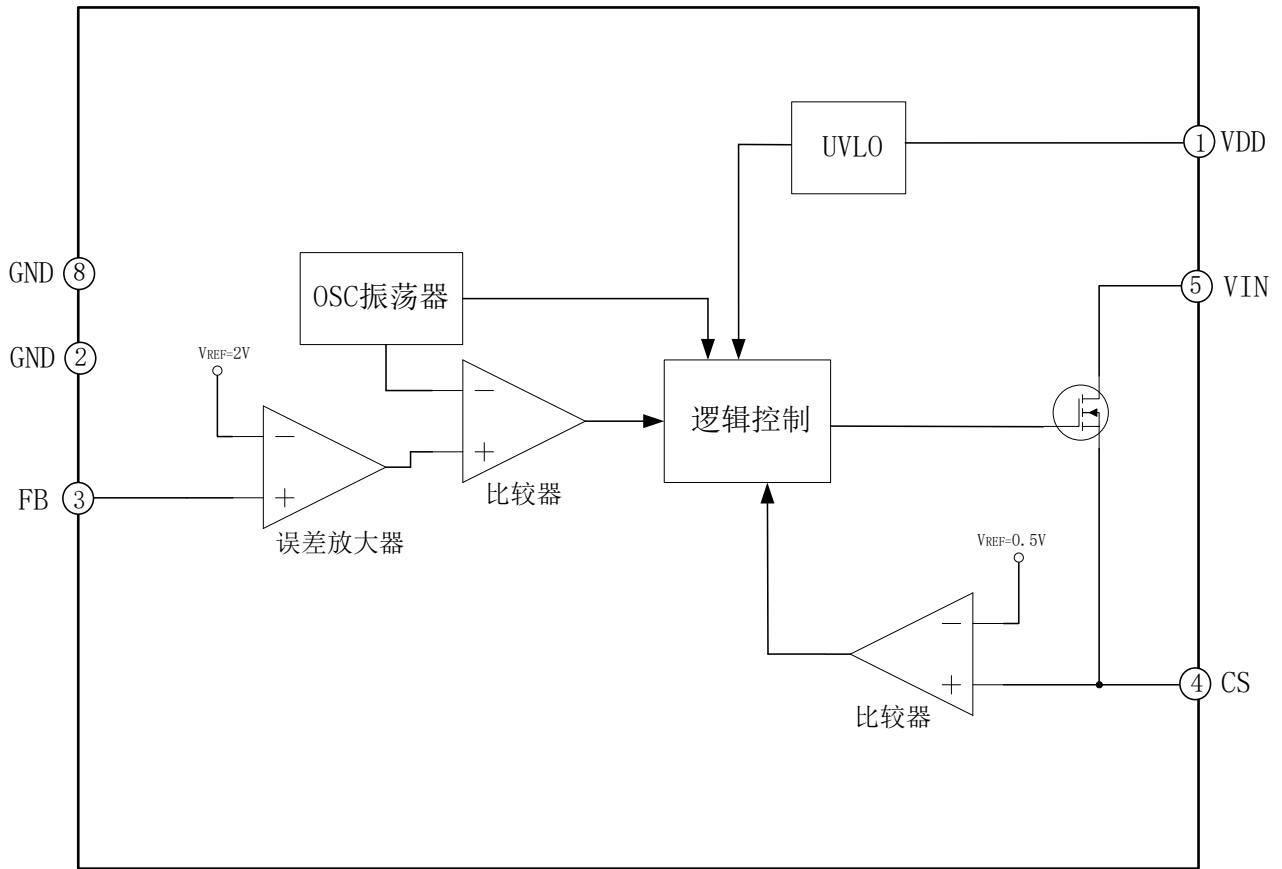 UVLO
① VDD
GND ⑧
OSC振荡器
⑤ VIN
GND ②
VREF=2V
−
−
逻辑控制
+
FB ③
+
比较器
误差放大器
VREF=0.5V
−
+
④ CS
比较器